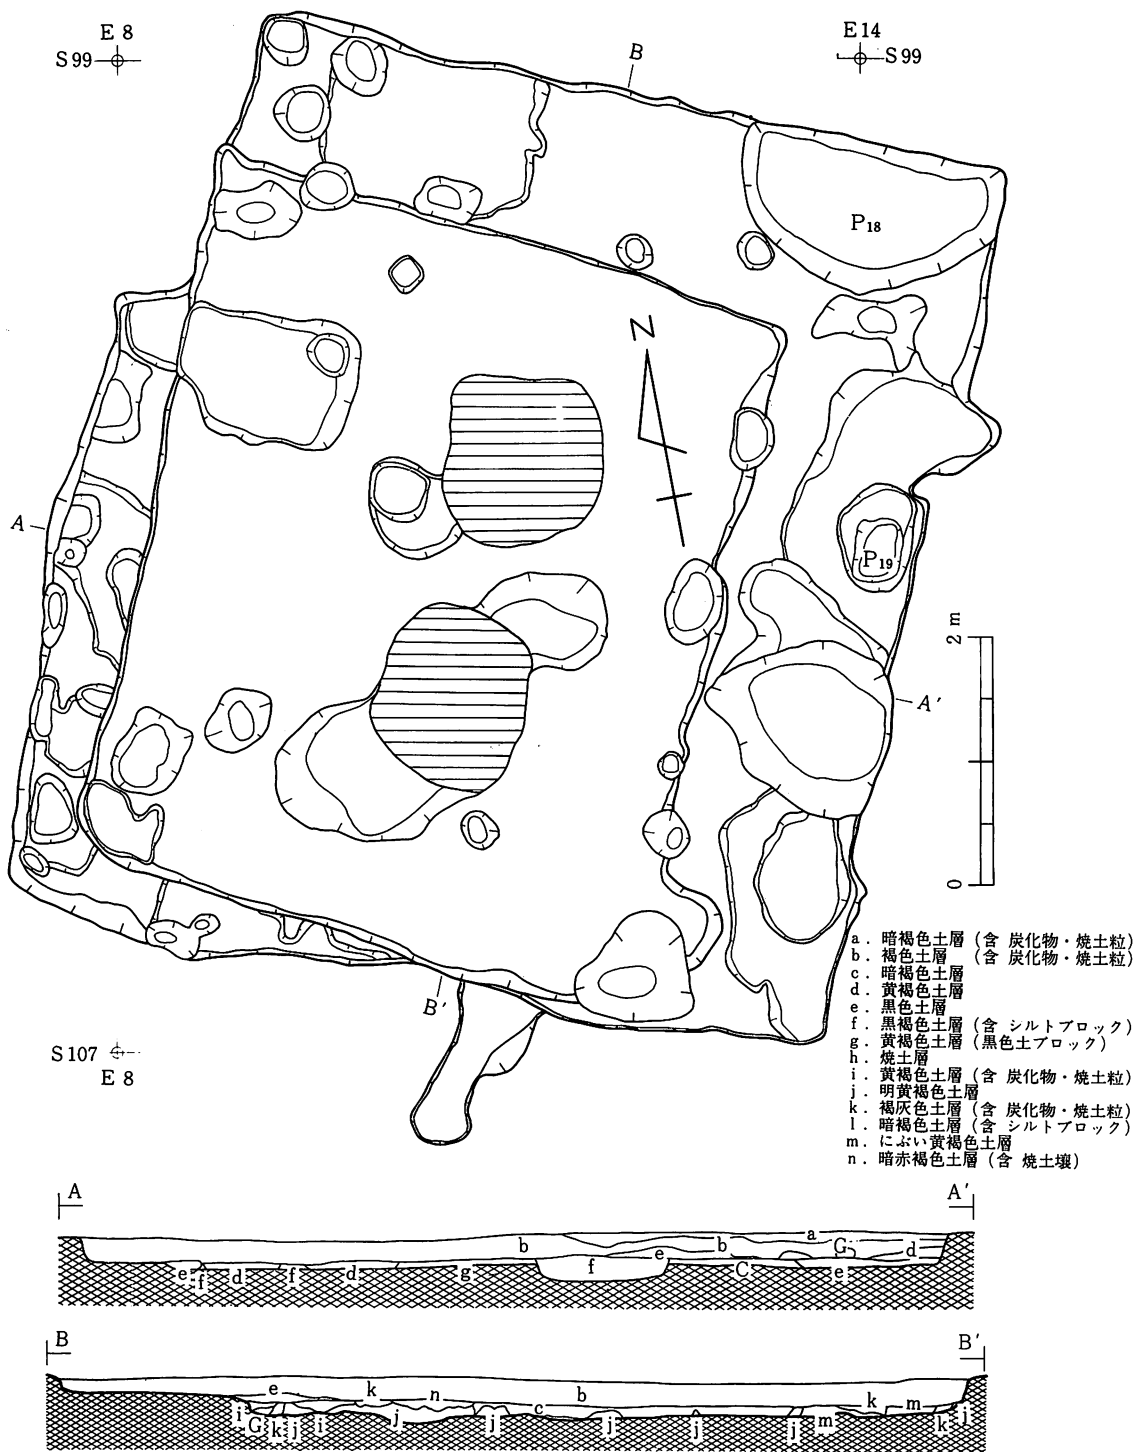 E 8
S 99
E 14
S 99
B
P18
N
A
P19
2 m
A'
0
B'
S 107
E 8
a. 暗褐色土層 (含 炭化物・焼土粒)
b. 褐色土層 (含 炭化物・焼土粒)
c. 暗褐色土層
d. 黄褐色土層
e. 黒色土層
f. 黒褐色土層 (含 シルトブロック)
g. 黄褐色土層 (黒色土ブロック)
h. 焼土層
i. 黄褐色土層 (含 炭化物・焼土粒)
j. 明黄褐色土層
k. 褐灰色土層 (含 炭化物・焼土粒)
l. 暗褐色土層 (含 シルトブロック)
m. にぶい黄褐色土層
n. 暗赤褐色土層 (含 焼土壌)
A A'
a
b e b G d
e f d f d g f C e
B B'
e k n b k m
i G k j i j j c j j j m k j